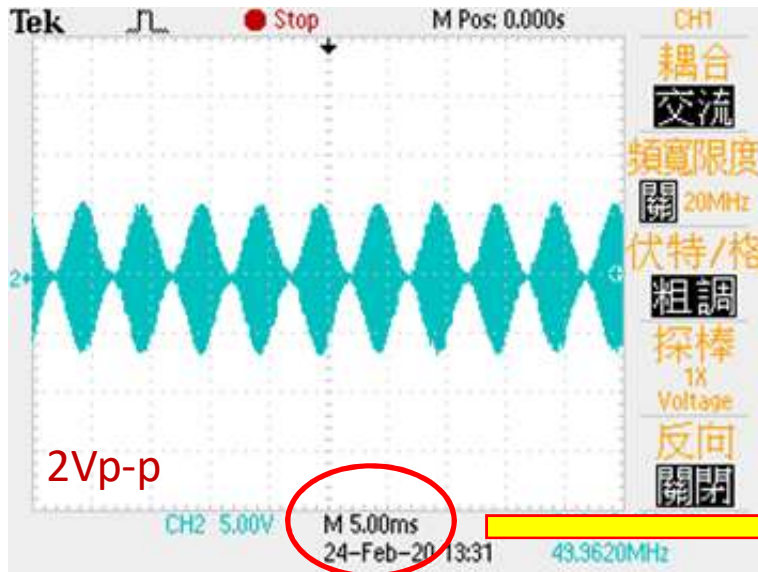 Tek Stop M Pos: 0.000s CH1
耦合
交流
頻寬限度
關 20MHz
伏特/格
粗調
探棒
1X
Voltage
反向
關閉
2
2Vp-p
CH2 5.00V M 5.00ms
24-Feb-20 13:31 49.9620MHz